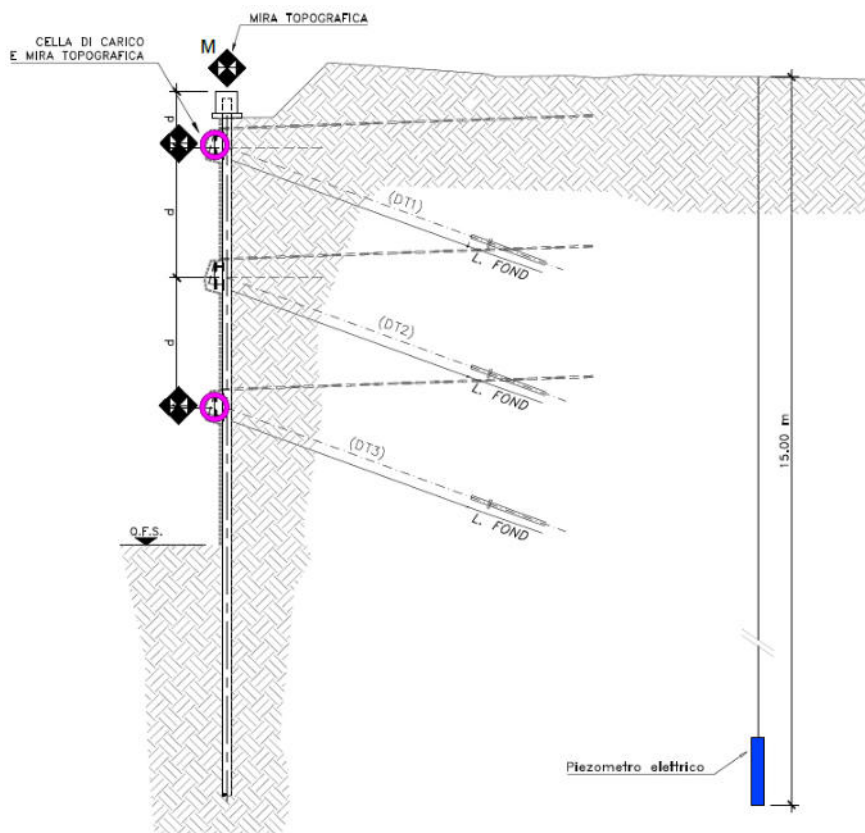 MIRA TOPOGRAFICA
M
CELLA DI CARICO
E MIRA TOPOGRAFICA
d
(DT1)
L. FOND
d
(DT2)
L. FOND
d
(DT3)
L. FOND
15.00 m
O.F.S.
Piezometro elettrico